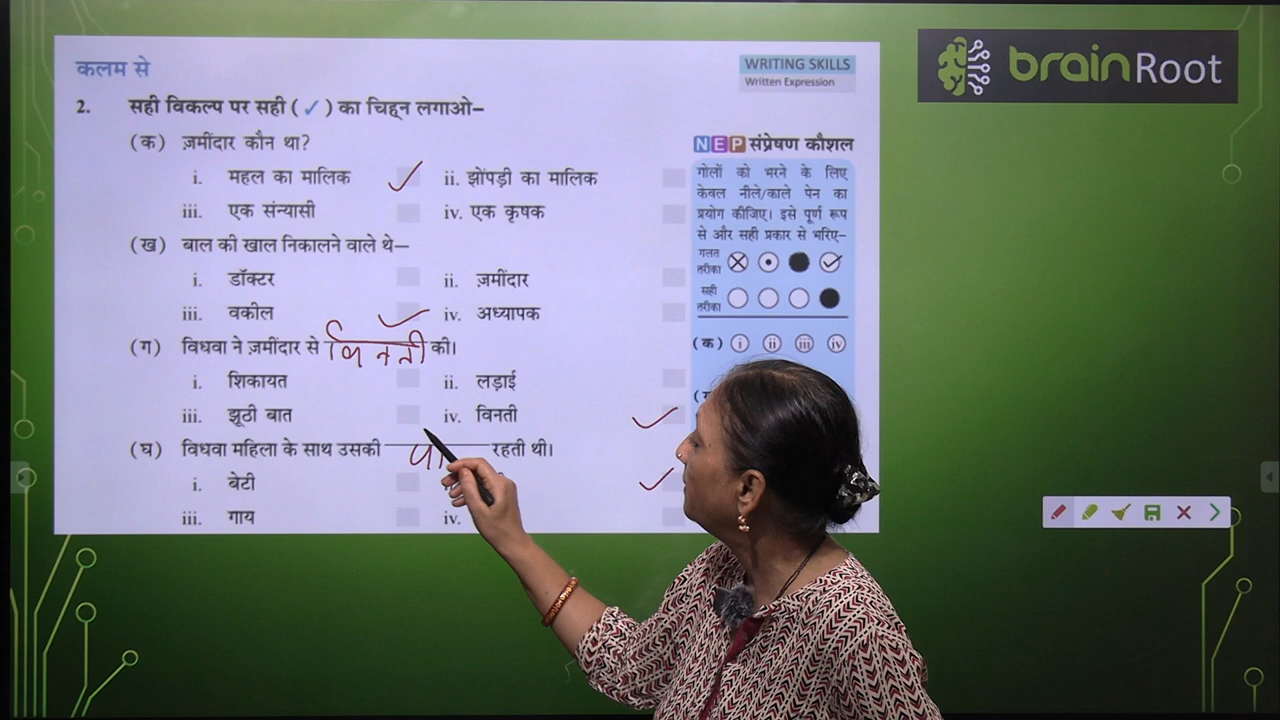 कलम से
WRITING SKILLS
Written Expression
2. सही विकल्प पर सही ( ✓ ) का चिह्न लगाओ–
(क) ज़मींदार कौन था?
i. महल का मालिक ✓ ii. झोंपड़ी का मालिक
iii. एक संन्यासी iv. एक कृषक
(ख) बाल की खाल निकालने वाले थे–
i. डॉक्टर ii. ज़मींदार
iii. वकील ✓ iv. अध्यापक
(ग) विधवा ने ज़मींदार से विनती की।
i. शिकायत ii. लड़ाई
iii. झूठी बात iv. विनती ✓
(घ) विधवा महिला के साथ उसकी रहती थी।
i. बेटी ✓
iii. गाय iv.
NEP संप्रेषण कौशल
गोलों को भरने के लिए
केवल नीले/काले पेन का
प्रयोग कीजिए। इसे पूर्ण रूप
से और सही प्रकार से भरिए–
गलत
तरीका
सही
तरीका
(क) i ii iii iv
brainRoot